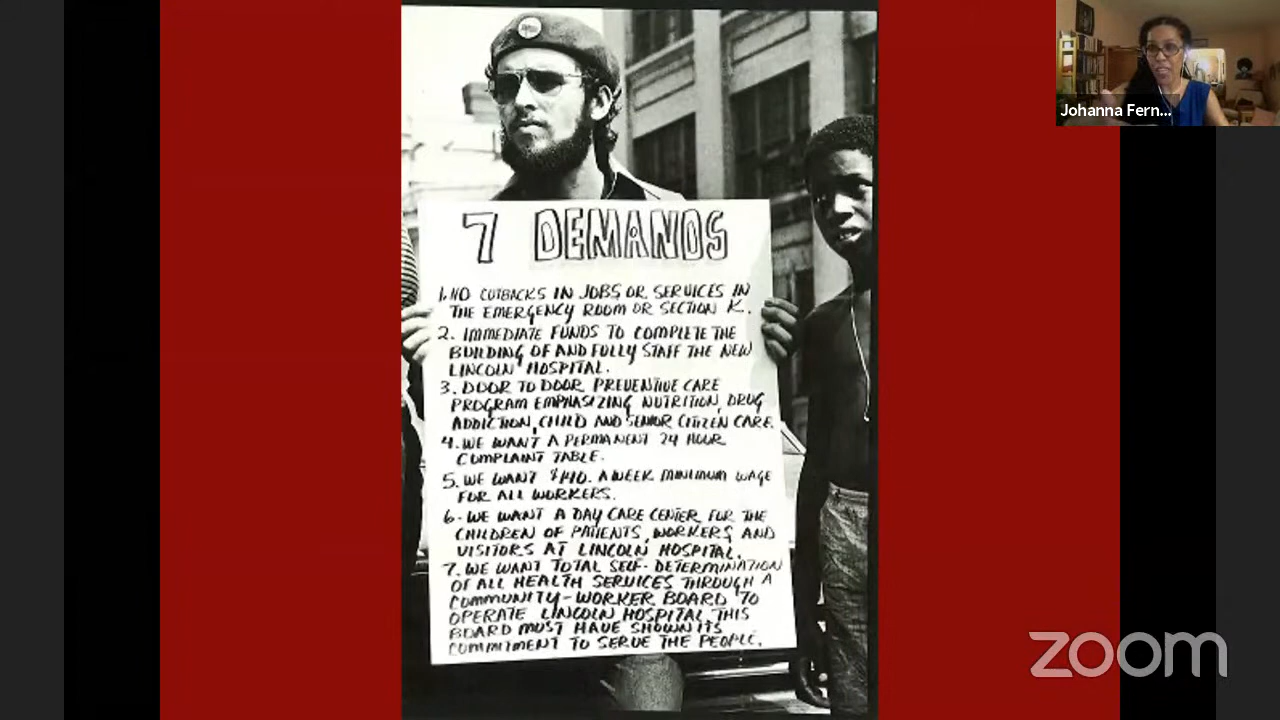 Johanna Fern...
7 DEMANDS
1. NO CUTBACKS IN JOBS OR SERVICES IN
THE EMERGENCY ROOM OR SECTION K.
2. IMMEDIATE FUNDS TO COMPLETE THE
BUILDING OF AND FULLY STAFF THE NEW
LINCOLN HOSPITAL.
3. DOOR TO DOOR PREVENTIVE CARE
PROGRAM EMPHASIZING NUTRITION, DRUG
ADDICTION, CHILD AND SENIOR CITIZEN CARE.
4. WE WANT A PERMANENT 24 HOUR
COMPLAINT TABLE.
5. WE WANT $140. A WEEK MINIMUM WAGE
FOR ALL WORKERS.
6. WE WANT A DAY CARE CENTER FOR THE
CHILDREN OF PATIENTS, WORKERS, AND
VISITORS AT LINCOLN HOSPITAL.
7. WE WANT TOTAL SELF-DETERMINATION
OF ALL HEALTH SERVICES THROUGH A
COMMUNITY-WORKER BOARD TO
OPERATE LINCOLN HOSPITAL. THIS
BOARD MUST HAVE SHOWN ITS
COMMITMENT TO SERVE THE PEOPLE.
zoom